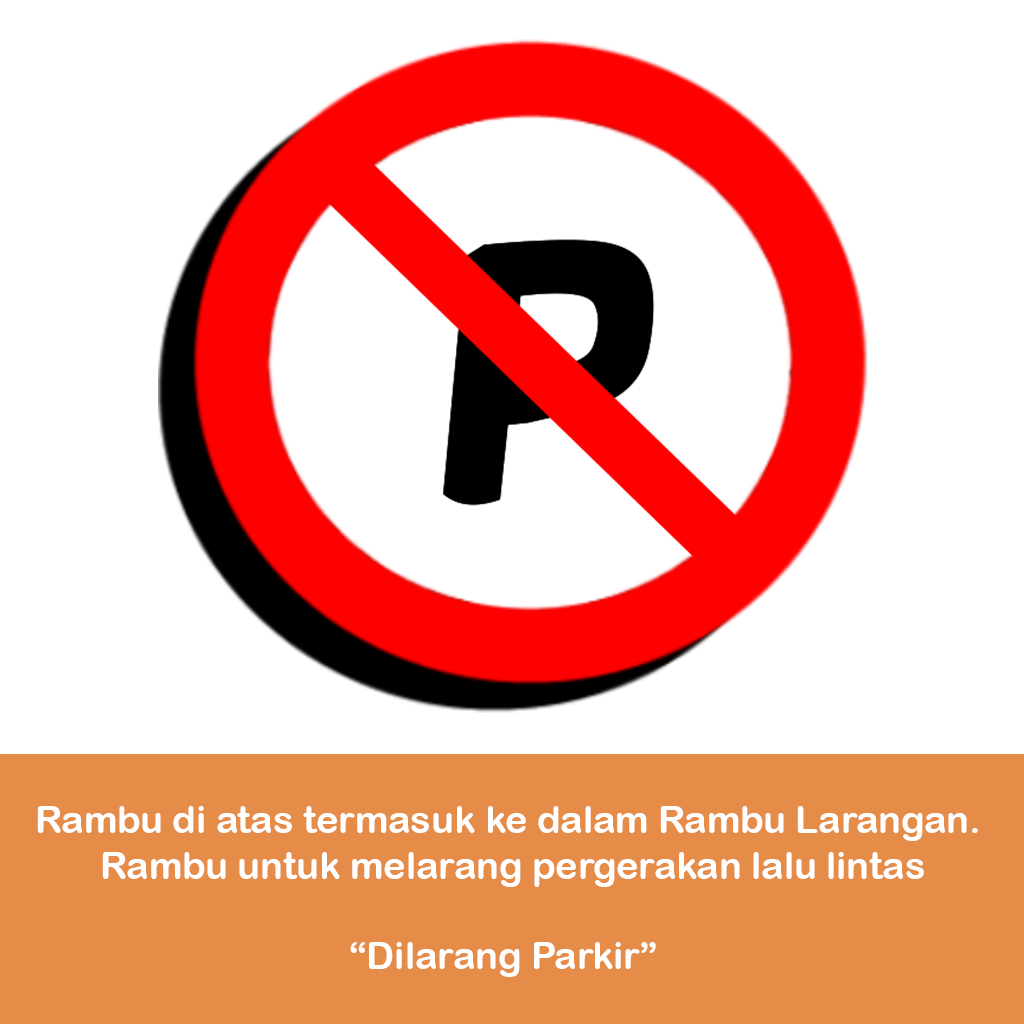 P
Rambu di atas termasuk ke dalam Rambu Larangan.
Rambu untuk melarang pergerakan lalu lintas
“Dilarang Parkir”